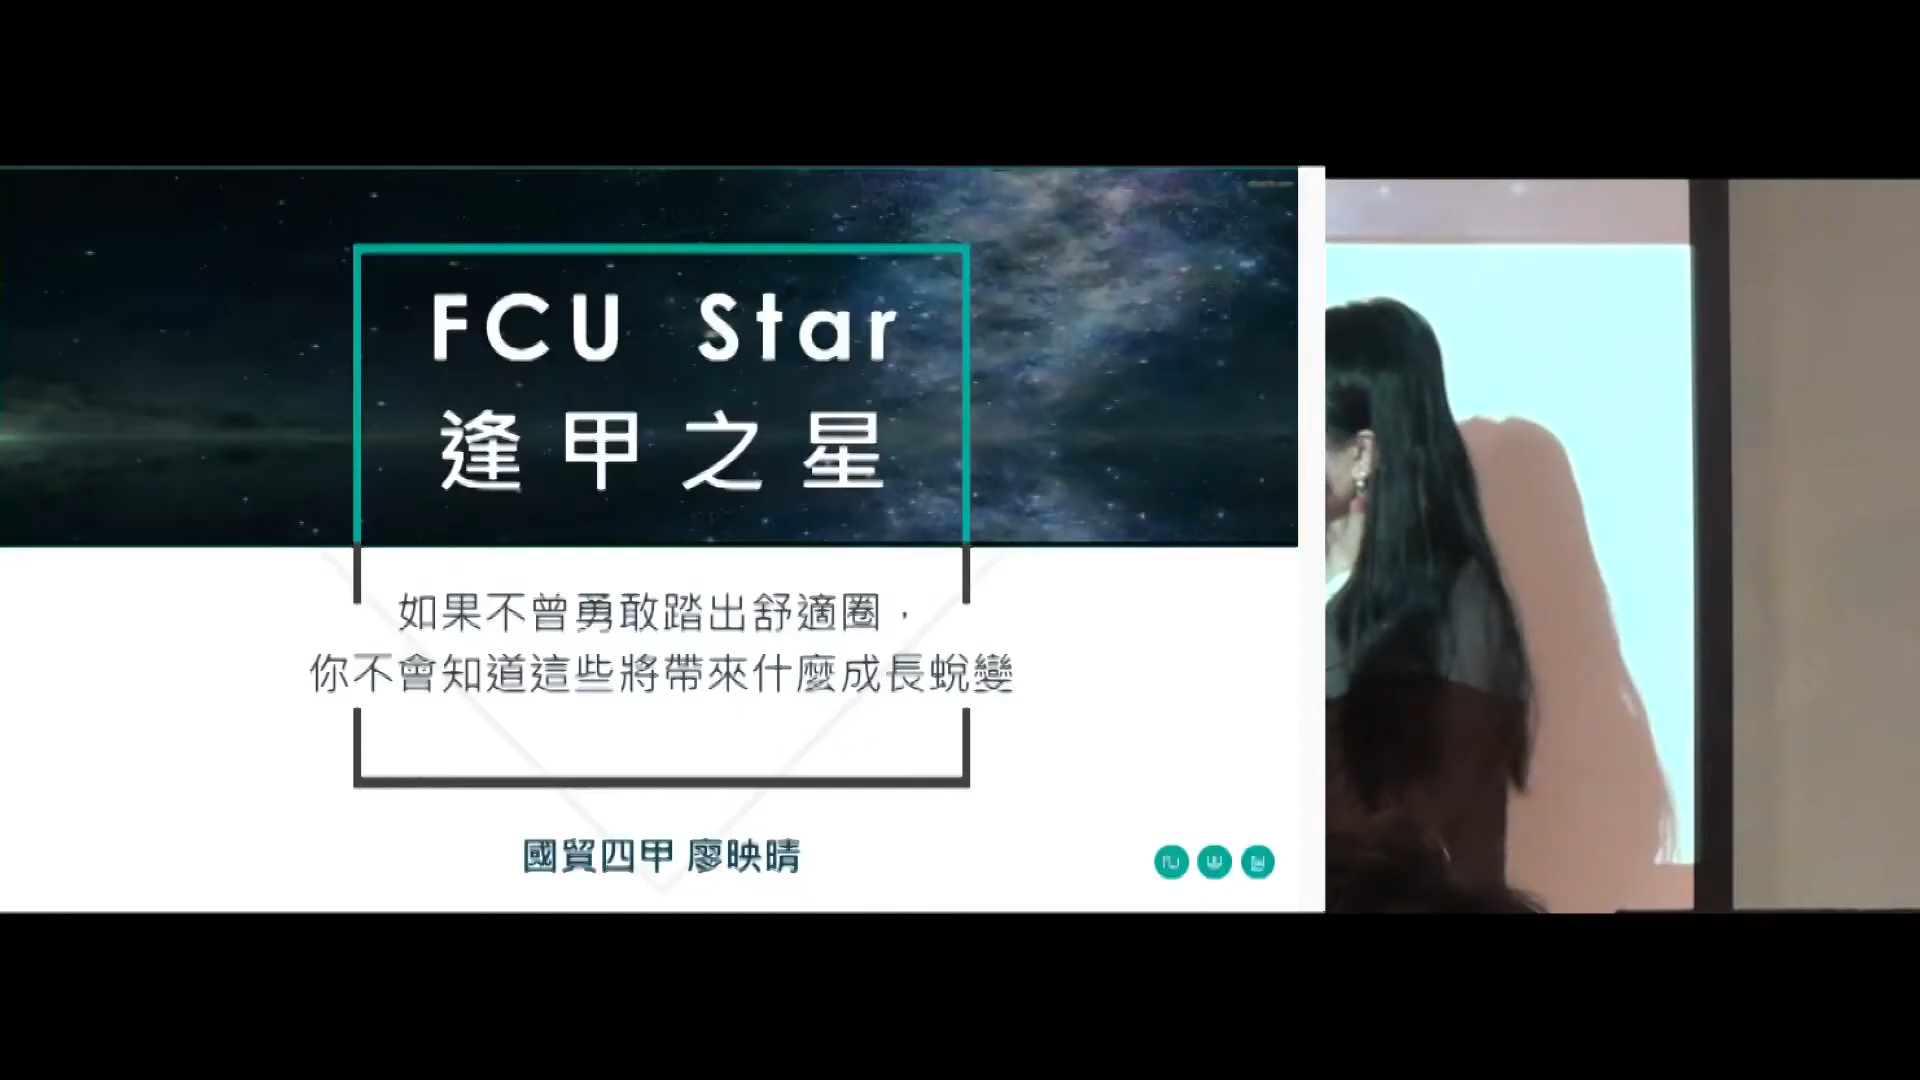 FCU Star
逢甲之星
如果不曾勇敢踏出舒適圈，
你不會知道這些將帶來什麼成長蛻變
國貿四甲 廖映晴